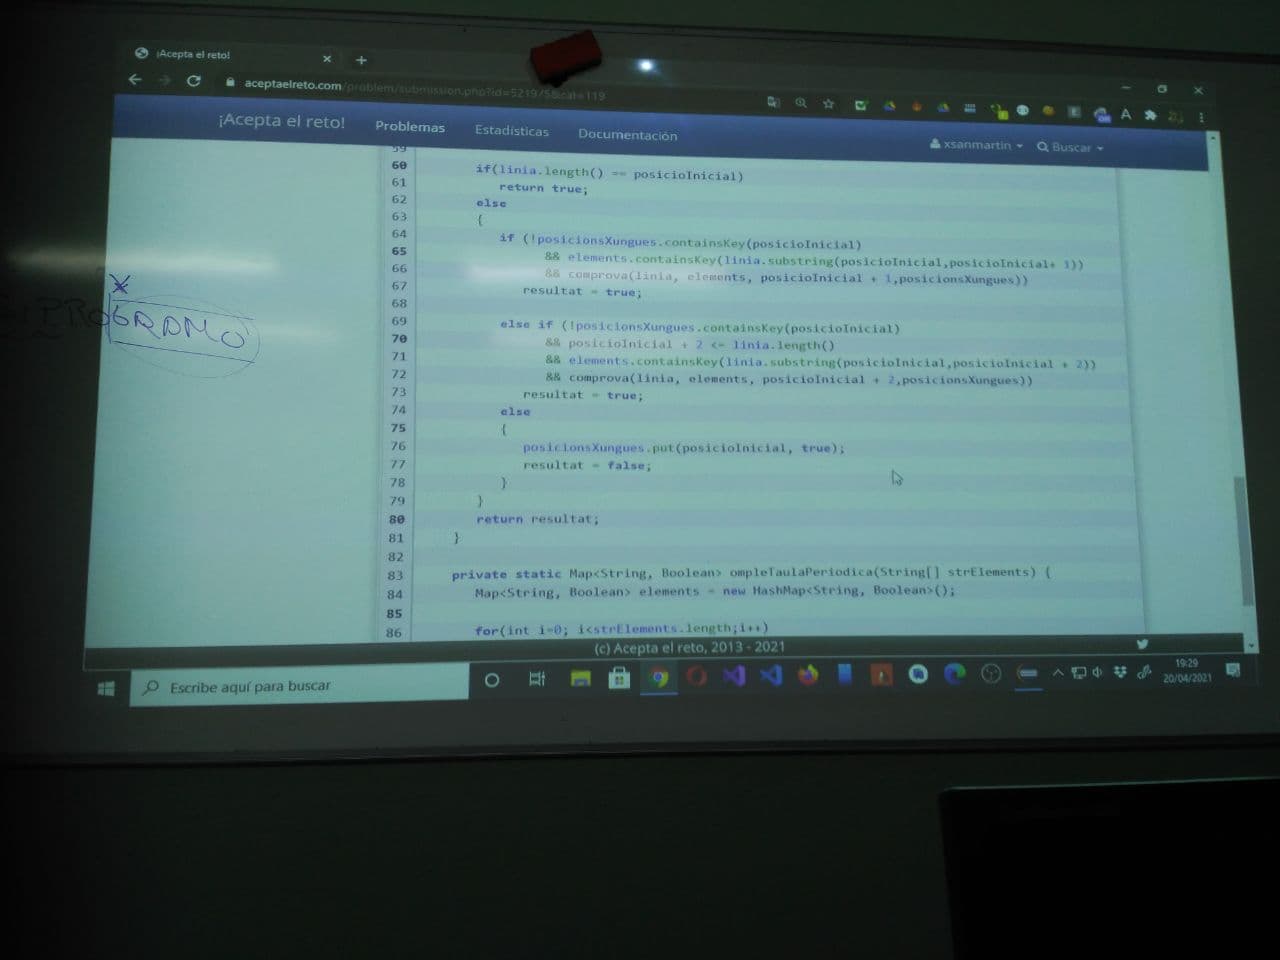 ¡Acepta el reto!
aceptaelreto.com/problem/submission.php?id=521975&cat=119
¡Acepta el reto! Problemas Estadísticas Documentación xsanmartin Buscar
59
60 if(linia.length() == posicioInicial)
61 return true;
62 else
63 {
64 if (!posicionsXungues.containsKey(posicioInicial)
65 && elements.containsKey(linia.substring(posicioInicial,posicioInicial+ 1))
66 && comprova(linia, elements, posicioInicial + 1,posicionsXungues))
67 resultat = true;
68
69 else if (!posicionsXungues.containsKey(posicioInicial)
70 && posicioInicial + 2 <= linia.length()
71 && elements.containsKey(linia.substring(posicioInicial,posicioInicial + 2))
72 && comprova(linia, elements, posicioInicial + 2,posicionsXungues))
73 resultat = true;
74 else
75 {
76 posicionsXungues.put(posicioInicial, true);
77 resultat = false;
78 }
79 }
80 return resultat;
81 }
82
83 private static Map<String, Boolean> ompleTaulaPeriodica(String[] strElements) {
84 Map<String, Boolean> elements = new HashMap<String, Boolean>();
85
86 for(int i=0; i<strElements.length;i++)
(c) Acepta el reto, 2013 - 2021
Escribe aquí para buscar
19:29
20/04/2021